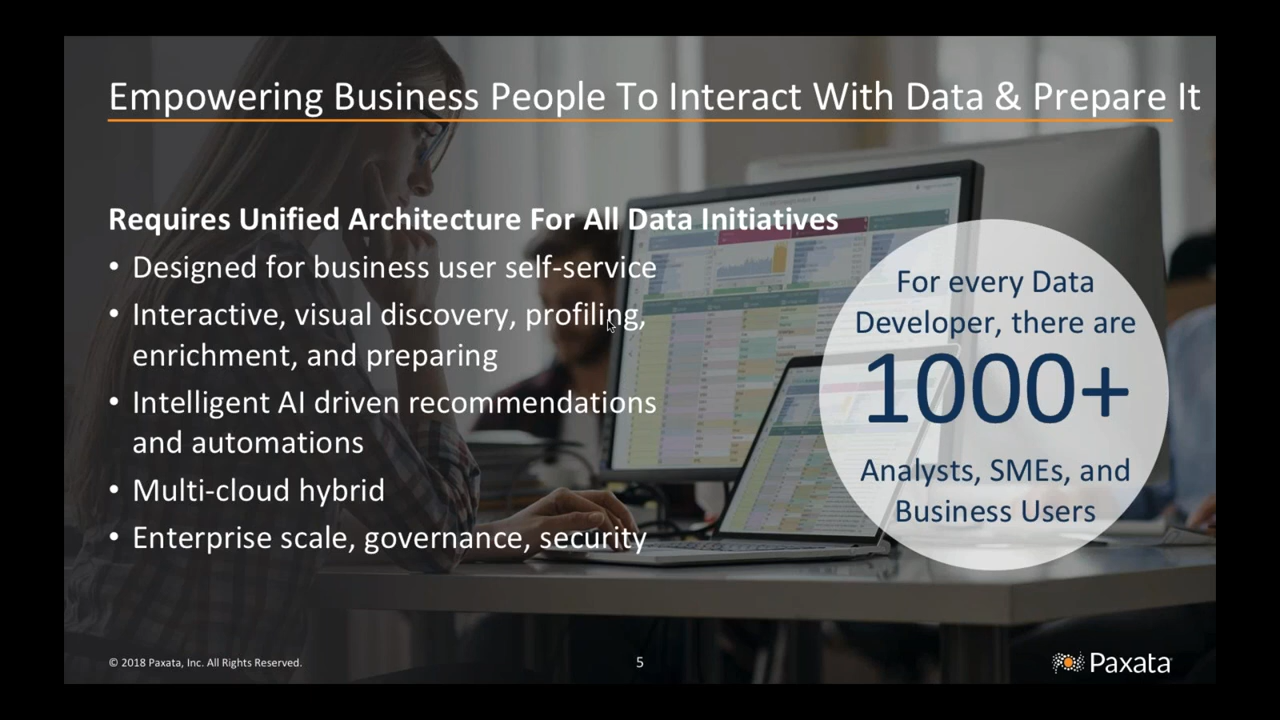 Empowering Business People To Interact With Data & Prepare It
Requires Unified Architecture For All Data Initiatives
• Designed for business user self-service
• Interactive, visual discovery, profiling,
enrichment, and preparing
• Intelligent AI driven recommendations
and automations
• Multi-cloud hybrid
• Enterprise scale, governance, security
For every Data
Developer, there are
1000+
Analysts, SMEs, and
Business Users
© 2018 Paxata, Inc. All Rights Reserved.
5
Paxata